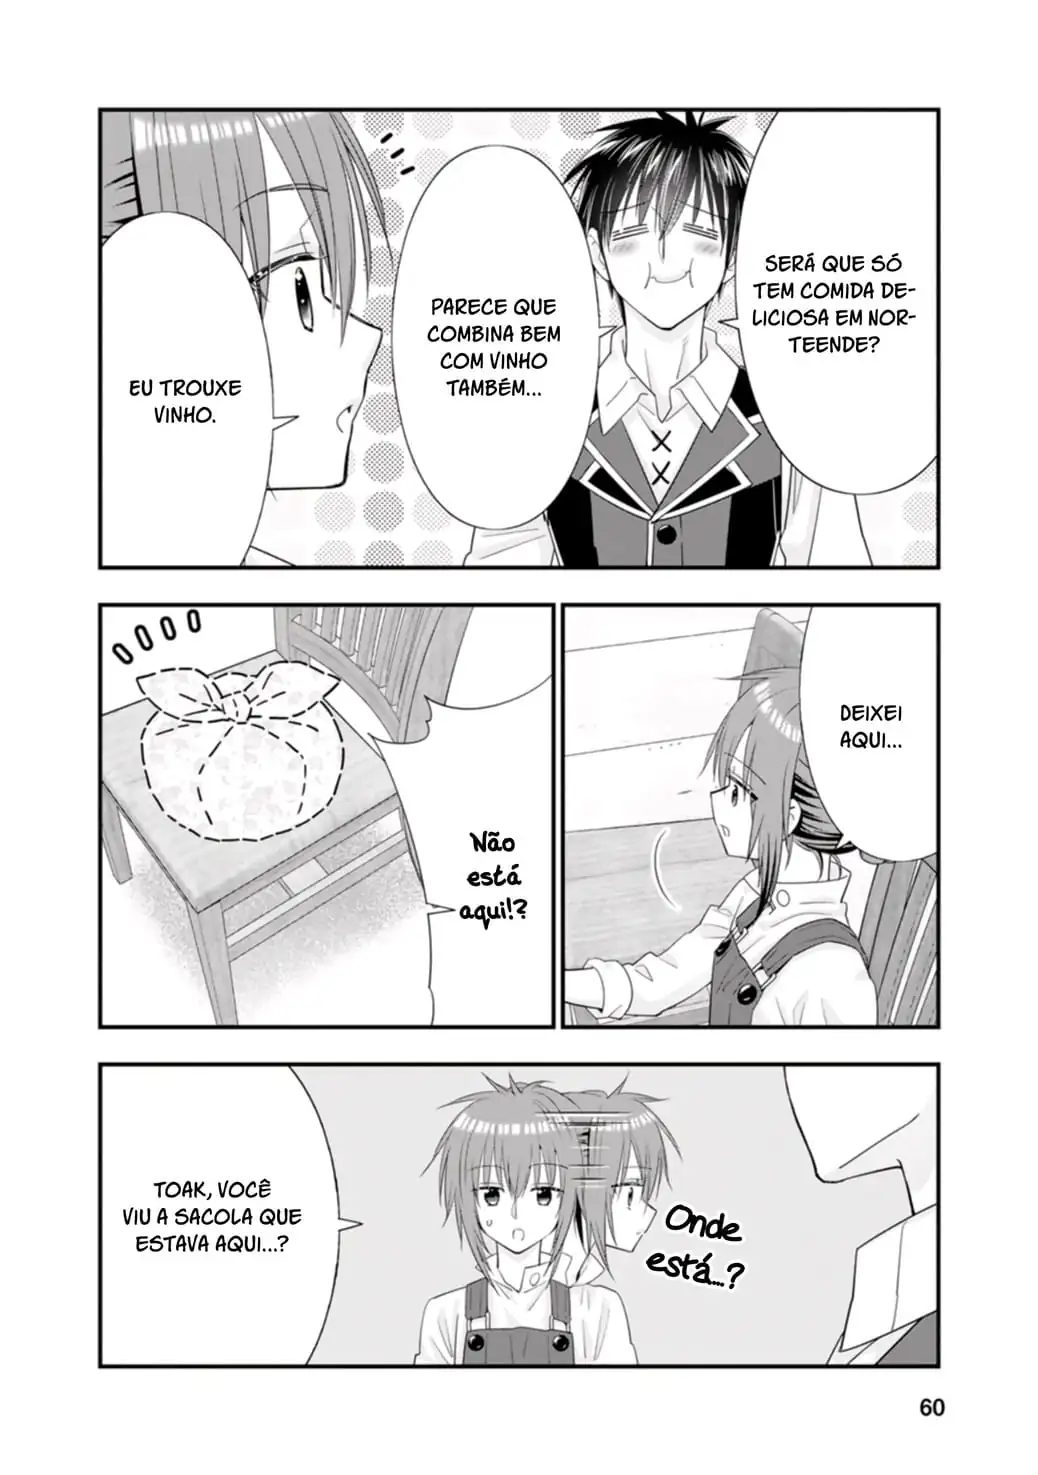 SERÁ QUE SÓ
TEM COMIDA DE-
LICIOSA EM NOR-
TEENDE?
PARECE QUE
COMBINA BEM
COM VINHO
TAMBÉM...
EU TROUXE
VINHO.
DEIXEI
AQUI...
Não
está
aqui!?
Onde
está....?
TOAK, VOCÊ
VIU A SACOLA QUE
ESTAVA AQUI...?
60